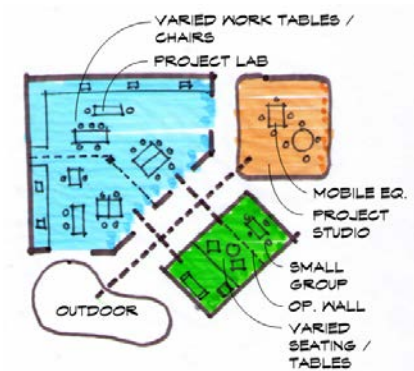 VARIED WORK TABLES /
CHAIRS
PROJECT LAB
MOBILE EQ.
PROJECT
STUDIO
SMALL
GROUP
OP. WALL
VARIED
SEATING /
TABLES
OUTDOOR